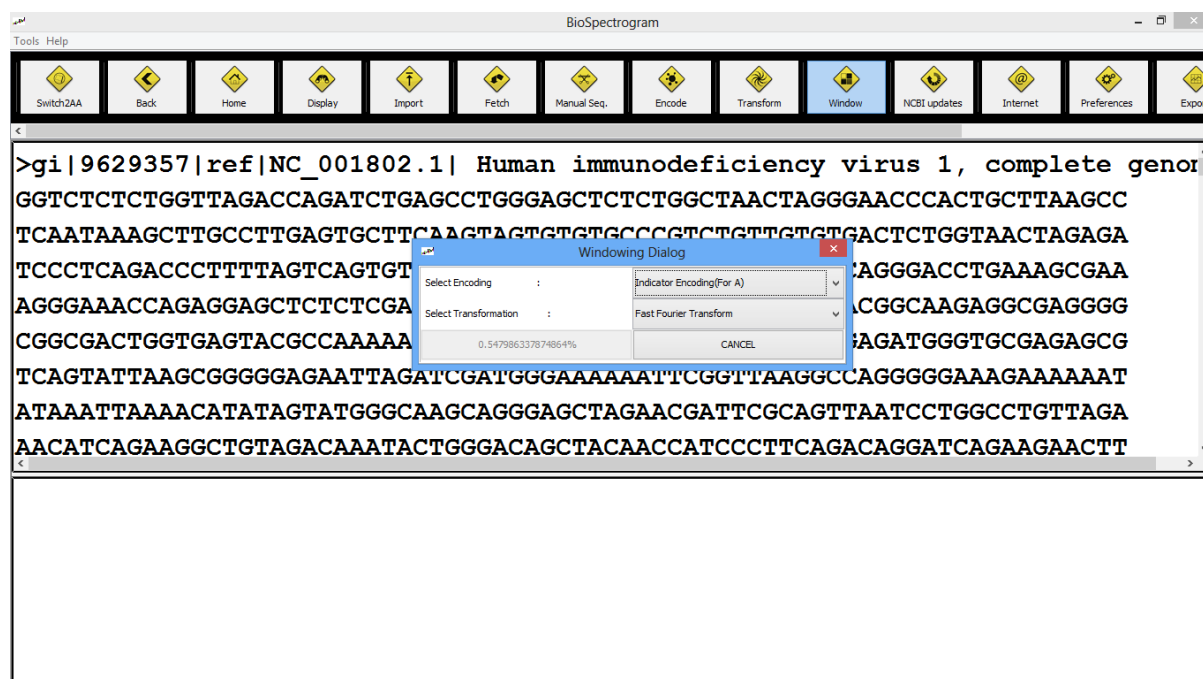 BioSpectrogram
Tools Help
Switch2AA Back Home Display Import Fetch Manual Seq. Encode Transform Window NCBI updates Internet Preferences Expo
>gi|9629357|ref|NC_001802.1| Human immunodeficiency virus 1, complete genom
GGTCTCTCTGGTTAGACCAGATCTGAGCCTGGGAGCTCTCTGGCTAACTAGGGAACCCACTGCTTAAGCC
TCAATAAAGCTTGCCTTGAGTGCTTCAAGTAGTGTGTGCCCGTCTGTTGTGTGACTCTGGTAACTAGAGA
TCCCTCAGACCCTTTTAGTCAGTGT CAGGGACCTGAAAGCGAA
AGGGAAACCAGAGGAGCTCTCTCGA ACGGCAAGAGGCGAGGGG
CGGCGACTGGTGAGTACGCCAAAAA GAGATGGGTGCGAGAGCG
TCAGTATTAAGCGGGGGAGAATTAGATCGATGGGAAAAAATTCGGTTAAGGCCAGGGGGAAAGAAAAAAT
ATAAATTAAAACATATAGTATGGGCAAGCAGGGAGCTAGAACGATTCGCAGTTAATCCTGGCCTGTTAGA
AACATCAGAAGGCTGTAGACAAATACTGGGACAGCTACAACCATCCCTTCAGACAGGATCAGAAGAACTT
Windowing Dialog
Select Encoding : Indicator Encoding(For A)
Select Transformation : Fast Fourier Transform
0.547986337874864% CANCEL